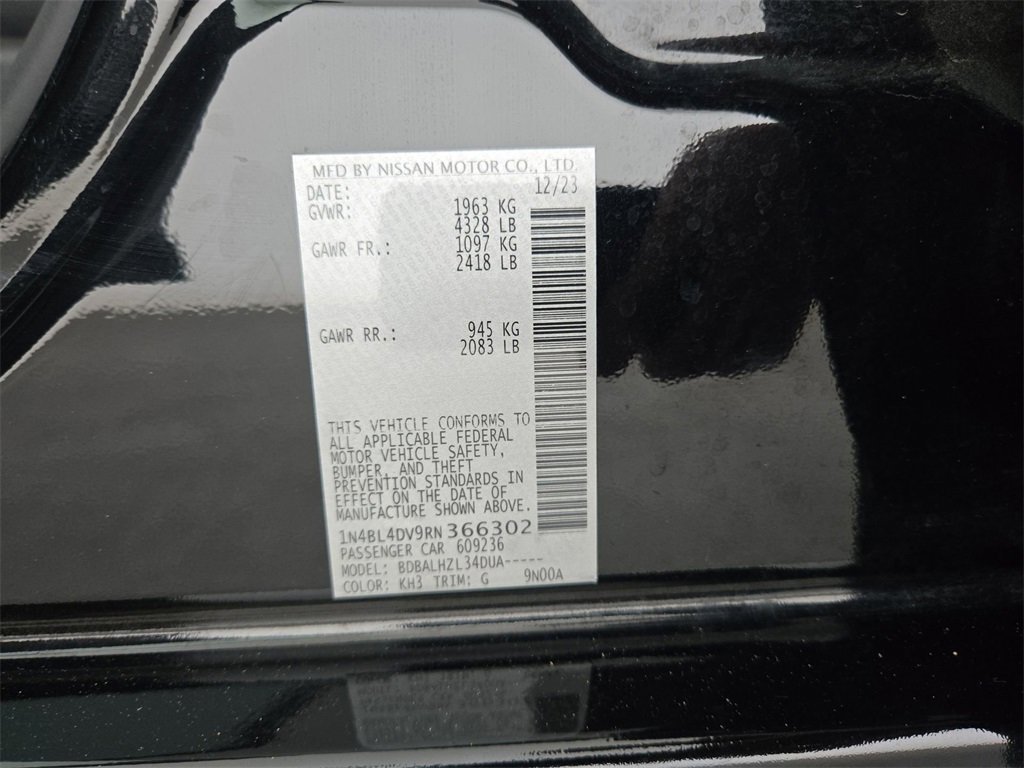 MFD BY NISSAN MOTOR CO., LTD.
DATE: 12/23
GVWR: 1963 KG
4328 LB
GAWR FR.: 1097 KG
2418 LB
GAWR RR.: 945 KG
2083 LB
THIS VEHICLE CONFORMS TO
ALL APPLICABLE FEDERAL
MOTOR VEHICLE SAFETY,
BUMPER, AND THEFT
PREVENTION STANDARDS IN
EFFECT ON THE DATE OF
MANUFACTURE SHOWN ABOVE.
1N4BL4DV9RN366302
PASSENGER CAR 609236
MODEL: BDBALHZL34DUA-----
COLOR: KH3 TRIM: G 9N00A